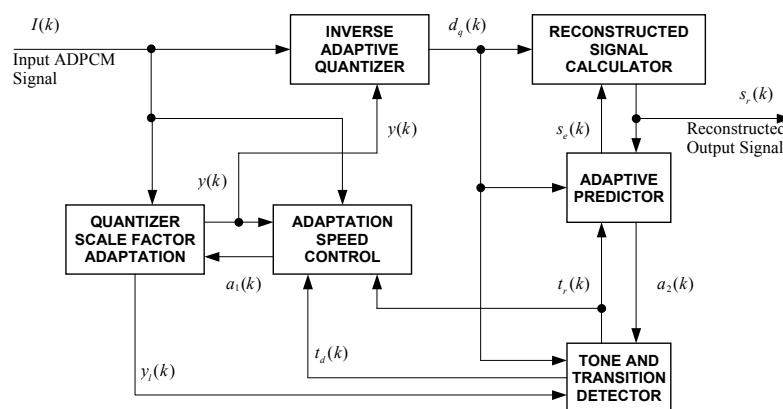 I(k)
Input ADPCM
Signal
INVERSE
ADAPTIVE
QUANTIZER
d_q(k)
RECONSTRUCTED
SIGNAL
CALCULATOR
s_r(k)
Reconstructed
Output Signal
s_e(k)
y(k)
y(k)
ADAPTIVE
PREDICTOR
QUANTIZER
SCALE FACTOR
ADAPTATION
ADAPTATION
SPEED
CONTROL
a_1(k)
t_r(k)
a_2(k)
t_d(k)
y_l(k)
TONE AND
TRANSITION
DETECTOR